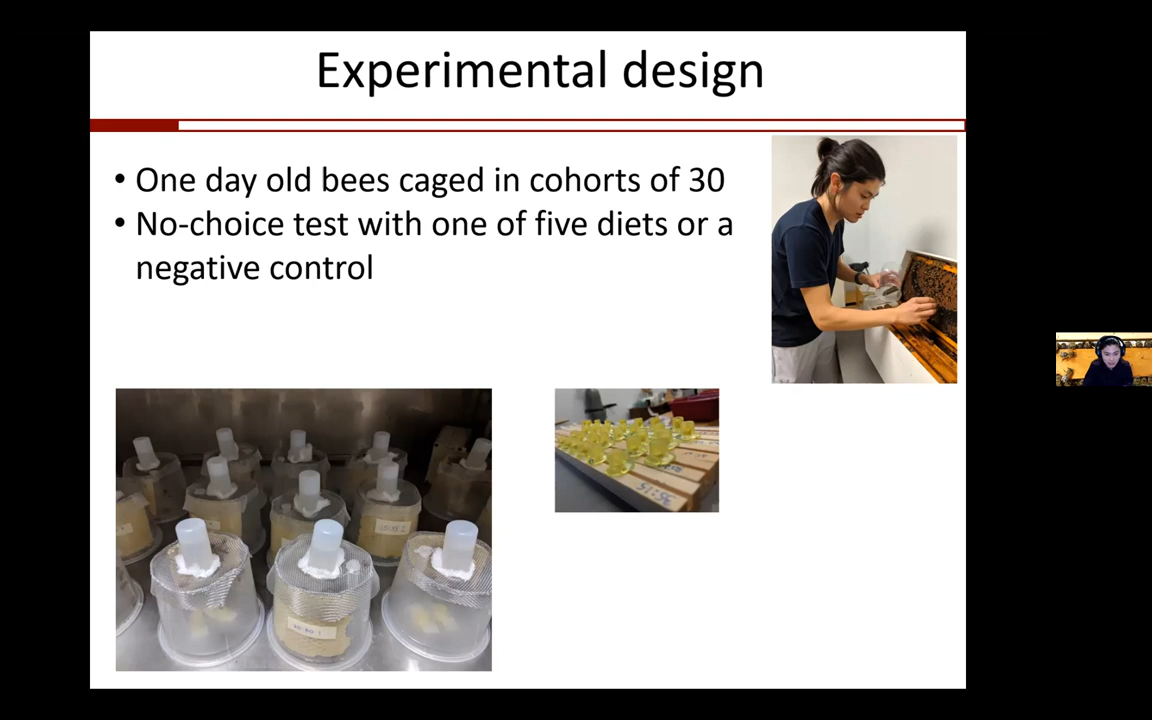 Experimental design
• One day old bees caged in cohorts of 30
• No-choice test with one of five diets or a
negative control